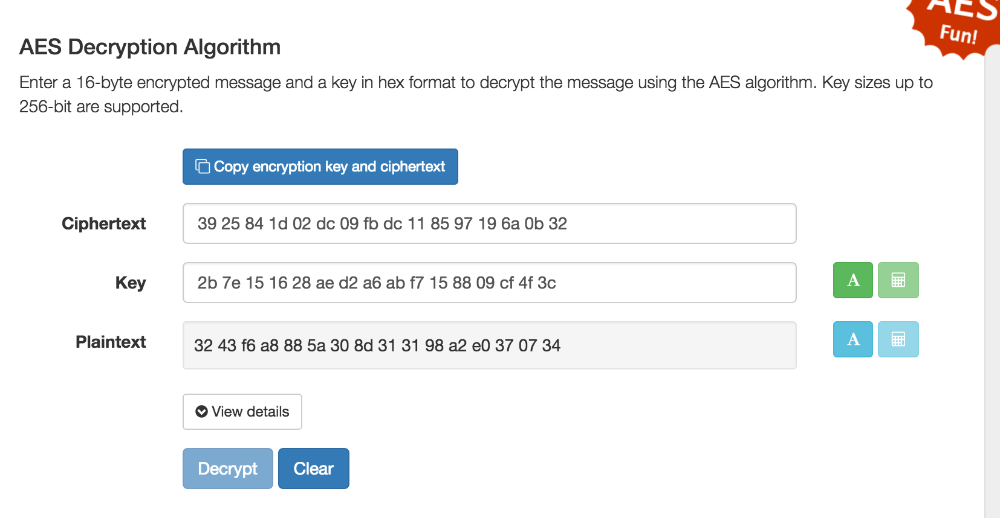 AES
Fun!
AES Decryption Algorithm
Enter a 16-byte encrypted message and a key in hex format to decrypt the message using the AES algorithm. Key sizes up to
256-bit are supported.
Copy encryption key and ciphertext
Ciphertext 39 25 84 1d 02 dc 09 fb dc 11 85 97 19 6a 0b 32
Key 2b 7e 15 16 28 ae d2 a6 ab f7 15 88 09 cf 4f 3c A
Plaintext 32 43 f6 a8 88 5a 30 8d 31 31 98 a2 e0 37 07 34 A
View details
Decrypt Clear